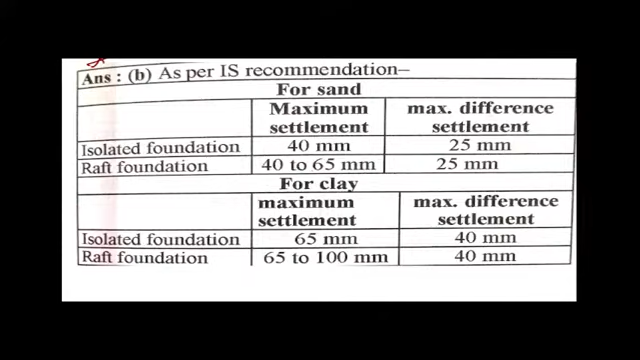 Ans : (b) As per IS recommendation–
For sand
Maximum settlement max. difference settlement
Isolated foundation 40 mm 25 mm
Raft foundation 40 to 65 mm 25 mm
For clay
maximum settlement max. difference settlement
Isolated foundation 65 mm 40 mm
Raft foundation 65 to 100 mm 40 mm